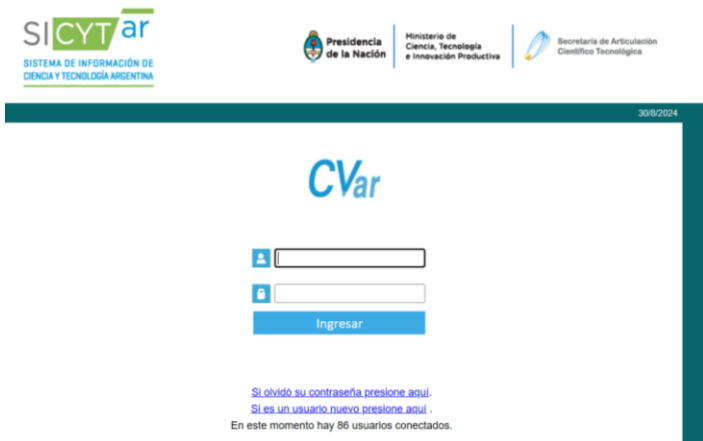 SICYTar
SISTEMA DE INFORMACIÓN DE
CIENCIA Y TECNOLOGÍA ARGENTINA
Presidencia
de la Nación
Ministerio de
Ciencia, Tecnología
e Innovación Productiva
Secretaría de Articulación
Científico Tecnológica
30/8/2024
CVar
Ingresar
Si olvidó su contraseña presione aquí.
Si es un usuario nuevo presione aquí .
En este momento hay 86 usuarios conectados.